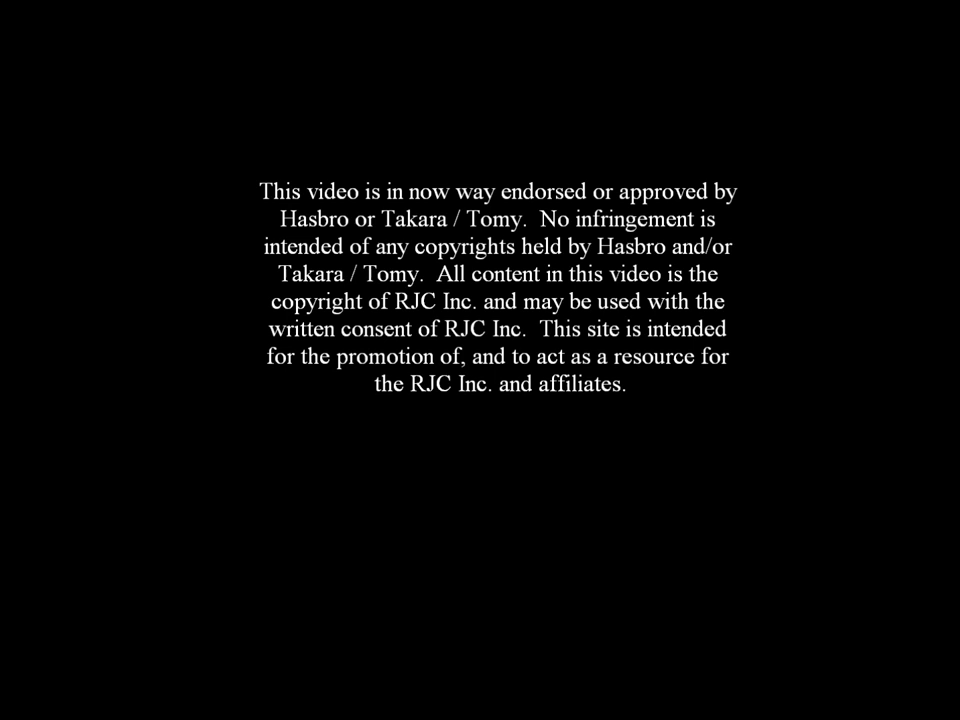 This video is in now way endorsed or approved by
Hasbro or Takara / Tomy.  No infringement is
intended of any copyrights held by Hasbro and/or
Takara / Tomy.  All content in this video is the
copyright of RJC Inc. and may be used with the
written consent of RJC Inc.  This site is intended
for the promotion of, and to act as a resource for
the RJC Inc. and affiliates.